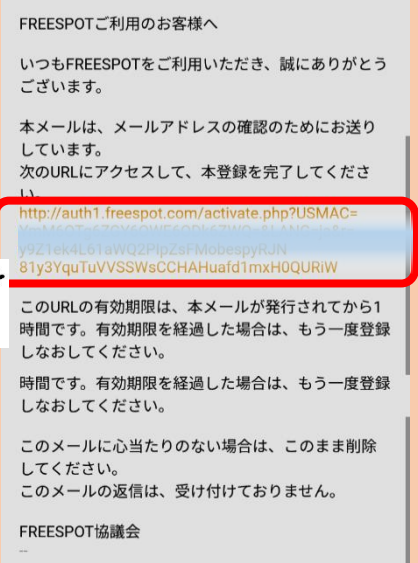 FREESPOTご利用のお客様へ
いつもFREESPOTをご利用いただき、誠にありがとう
ございます。
本メールは、メールアドレスの確認のためにお送り
しています。
次のURLにアクセスして、本登録を完了してくださ
い。
http://auth1.freespot.com/activate.php?USMAC=
81y3YquTuVVSSWsCCHAHuafd1mxH0QURiW
このURLの有効期限は、本メールが発行されてから1
時間です。有効期限を経過した場合は、もう一度登録
しなおしてください。
時間です。有効期限を経過した場合は、もう一度登録
しなおしてください。
このメールに心当たりのない場合は、このまま削除
してください。
このメールの返信は、受け付けておりません。
FREESPOT協議会
--